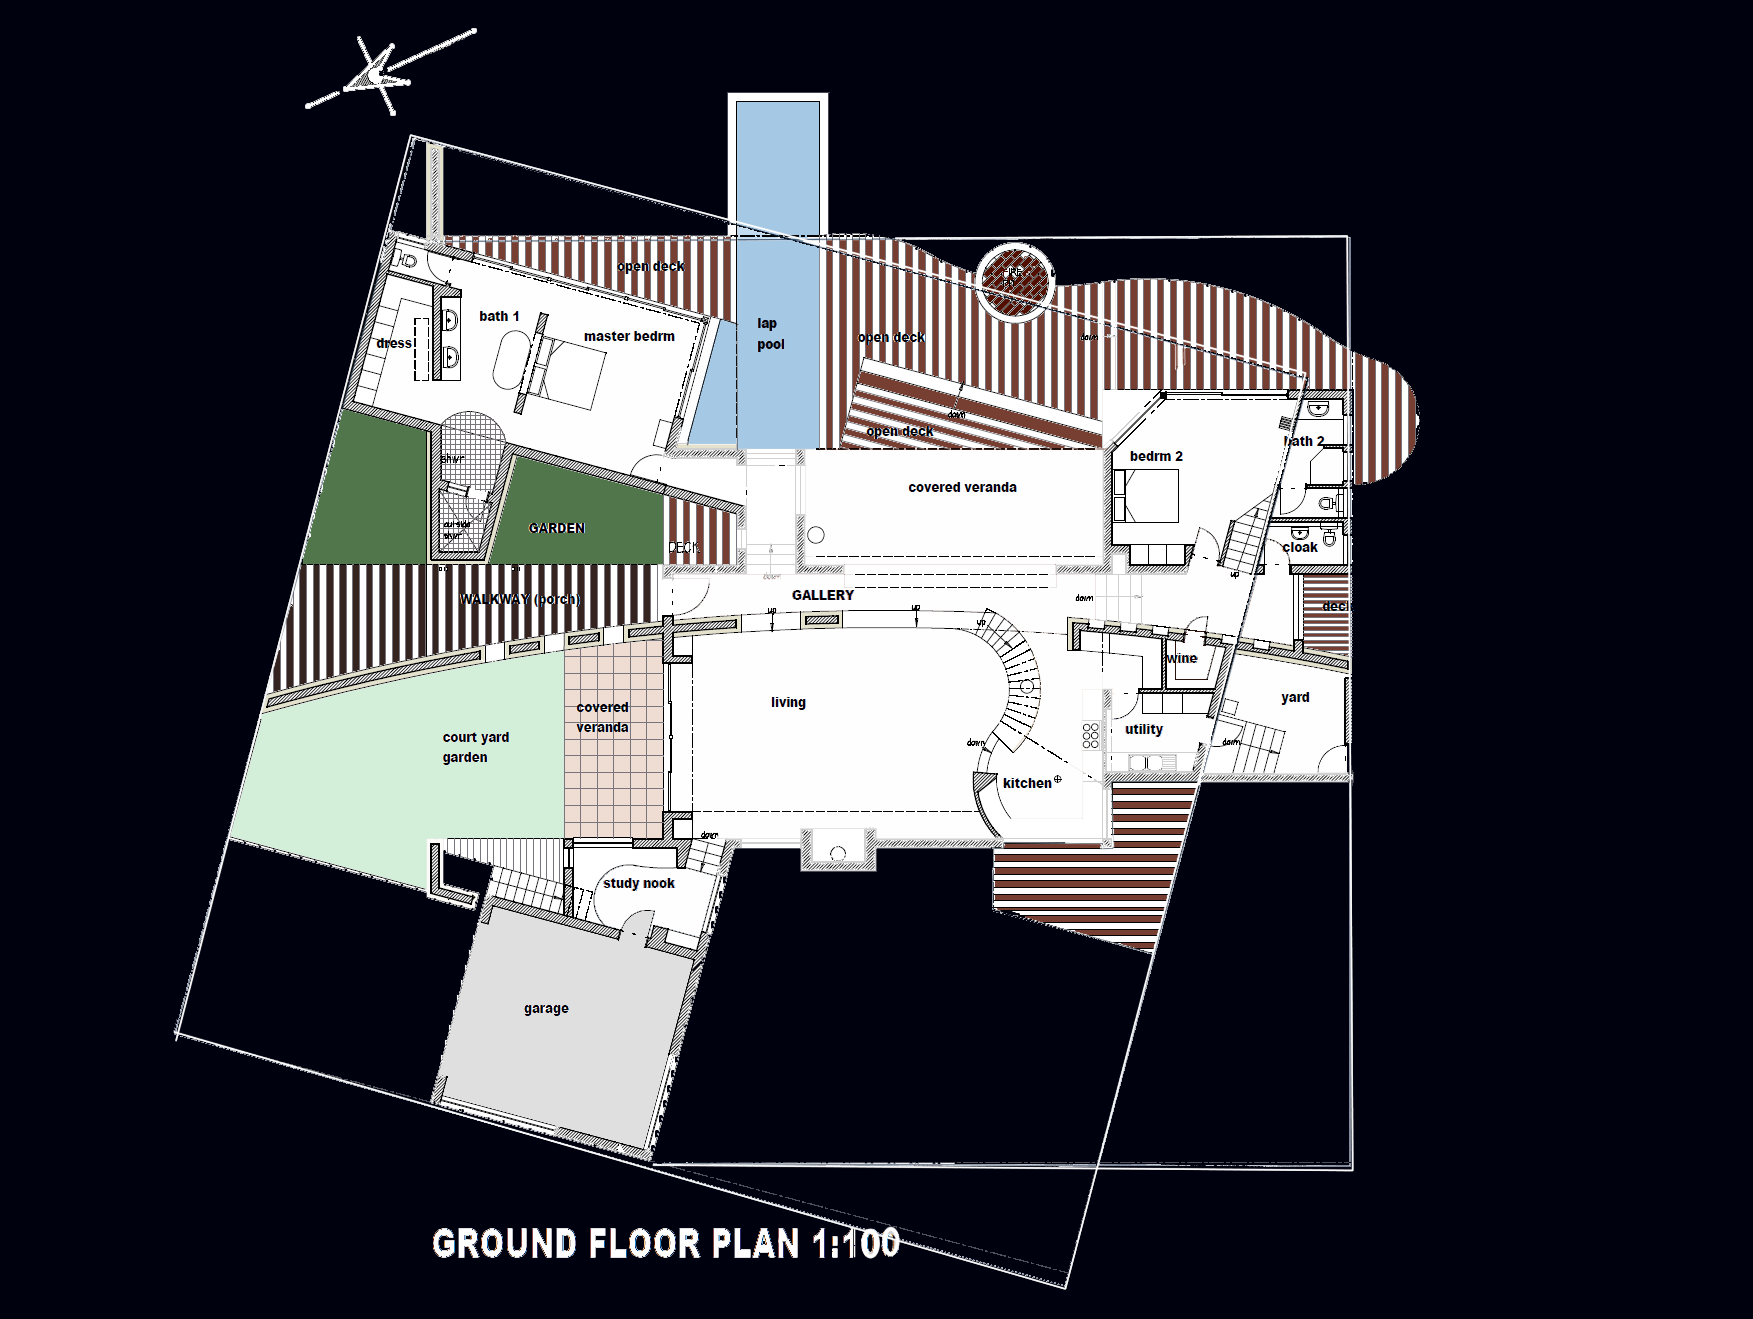 open deck
bath 1
lap
pool
master bedrm
dress
open deck
down
down
open deck
bath 2
bedrm 2
shwr
covered veranda
outside
shwr
GARDEN
DECK
cloak
down
up
WALKWAY (porch)
GALLERY
down
deck
up
up
up
wine
living
yard
covered
veranda
court yard
garden
utility
down
down
kitchen
down
study nook
garage
GROUND FLOOR PLAN 1:100